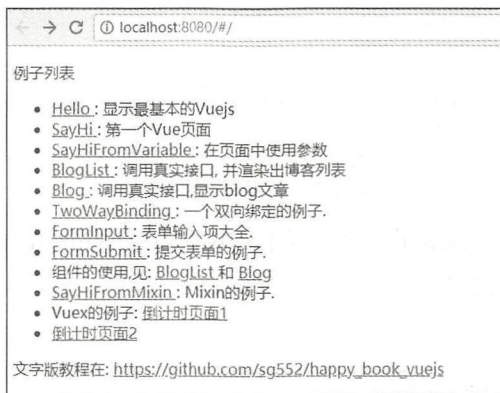 localhost:8080/#/
例子列表
Hello : 显示最基本的Vuejs
SayHi : 第一个Vue页面
SayHiFromVariable : 在页面中使用参数
BlogList : 调用真实接口, 并渲染出博客列表
Blog : 调用真实接口,显示blog文章
TwoWayBinding : 一个双向绑定的例子.
FormInput : 表单输入项大全.
FormSubmit : 提交表单的例子.
组件的使用,见: BlogList 和 Blog
SayHiFromMixin : Mixin的例子.
Vuex的例子: 倒计时页面1
倒计时页面2
文字版教程在: https://github.com/sg552/happy_book_vuejs